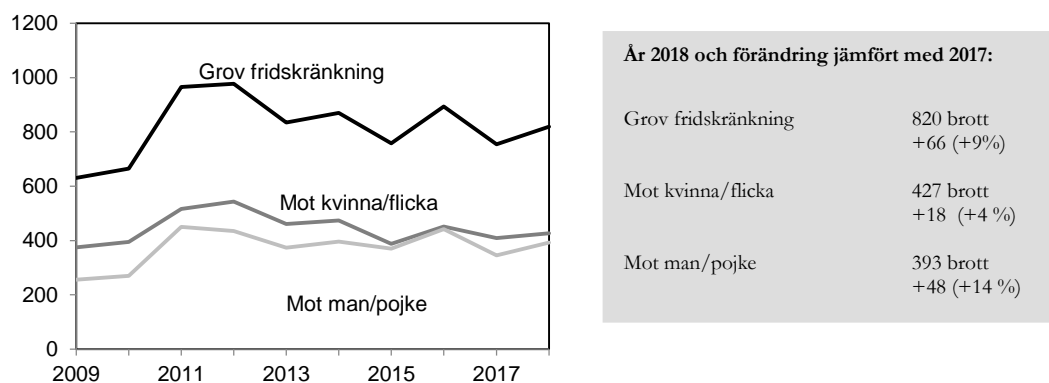 1200
1000
800
600
400
200
0
Grov fridskränkning
Mot kvinna/flicka
Mot man/pojke
2009 2011 2013 2015 2017
År 2018 och förändring jämfört med 2017:
Grov fridskränkning 820 brott
+66 (+9%)
Mot kvinna/flicka 427 brott
+18 (+4 %)
Mot man/pojke 393 brott
+48 (+14 %)